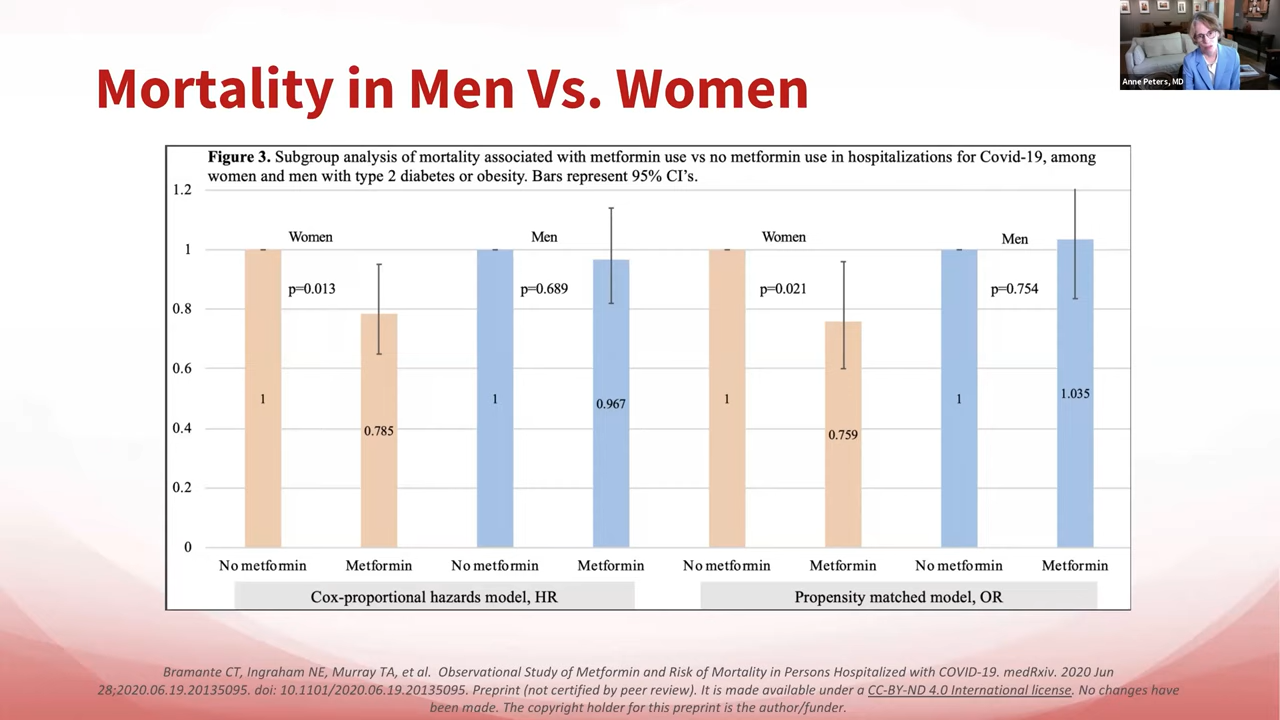 Anne Peters, MD
Mortality in Men Vs. Women
Figure 3. Subgroup analysis of mortality associated with metformin use vs no metformin use in hospitalizations for Covid-19, among
women and men with type 2 diabetes or obesity. Bars represent 95% CI's.
1.2
1
0.8
0.6
0.4
0.2
0
Women
Men
Women
Men
p=0.013
p=0.689
p=0.021
p=0.754
1
0.785
1
0.967
1
0.759
1
1.035
No metformin
Metformin
No metformin
Metformin
No metformin
Metformin
No metformin
Metformin
Cox-proportional hazards model, HR
Propensity matched model, OR
Bramante CT, Ingraham NE, Murray TA, et al. Observational Study of Metformin and Risk of Mortality in Persons Hospitalized with COVID-19. medRxiv. 2020 Jun
28;2020.06.19.20135095. doi: 10.1101/2020.06.19.20135095. Preprint (not certified by peer review). It is made available under a CC-BY-ND 4.0 International license. No changes have
been made. The copyright holder for this preprint is the author/funder.